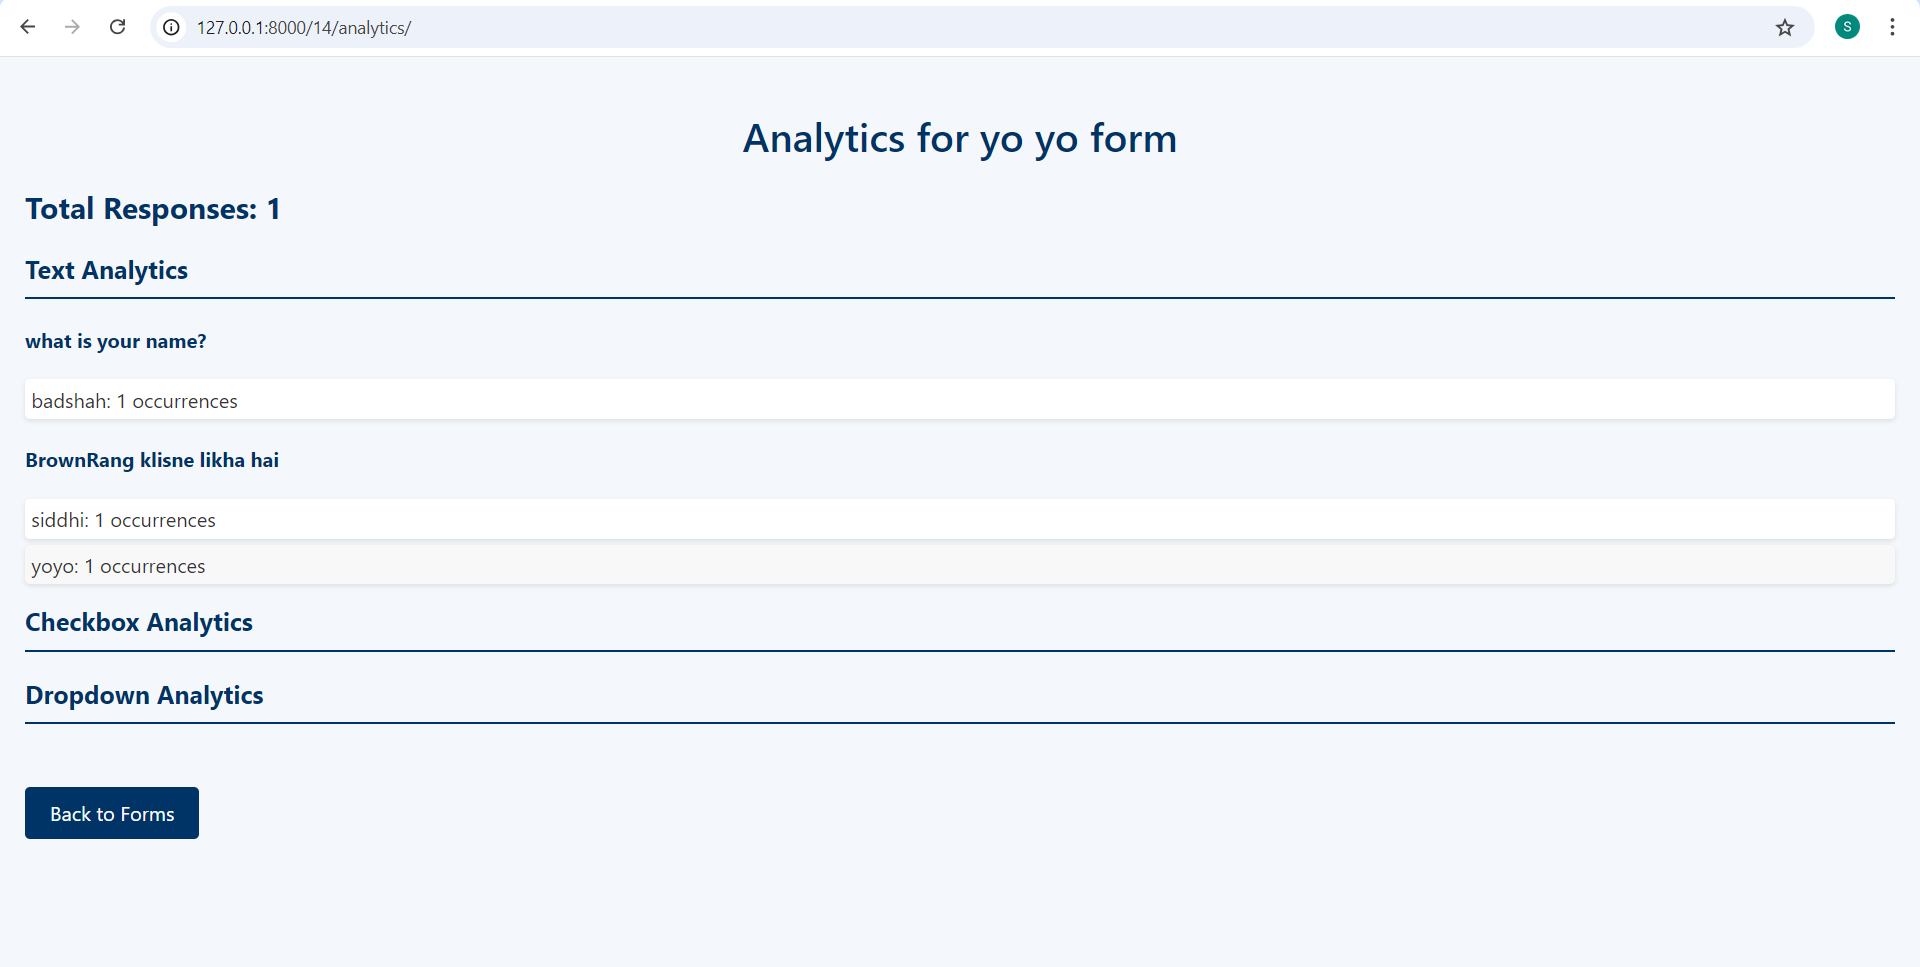 127.0.0.1:8000/14/analytics/
S
Analytics for yo yo form
Total Responses: 1
Text Analytics
what is your name?
badshah: 1 occurrences
BrownRang klisne likha hai
siddhi: 1 occurrences
yoyo: 1 occurrences
Checkbox Analytics
Dropdown Analytics
Back to Forms